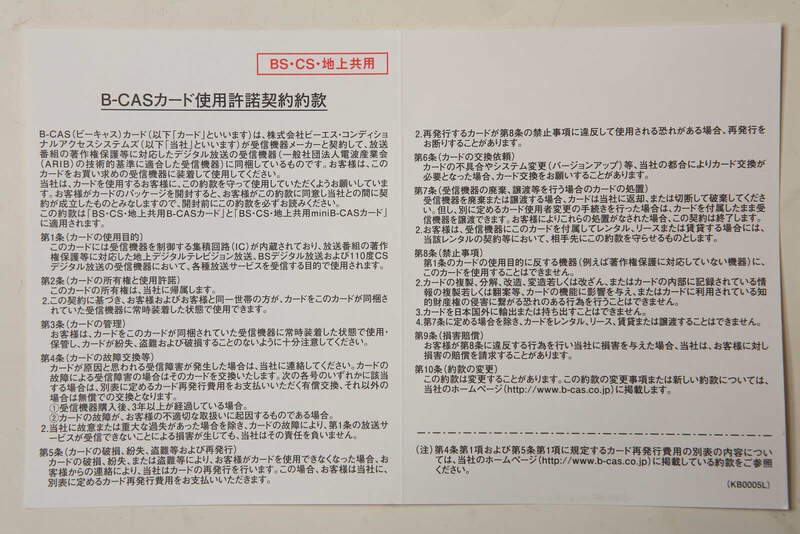 BS・CS・地上共用
B-CASカード使用許諾契約約款
B-CAS(ビーキャス)カード(以下「カード」といいます)は、株式会社ビーエス・コンディショ
ナルアクセスシステムズ(以下「当社」といいます)が受信機器メーカーと契約して、放送
番組の著作権保護等に対応したデジタル放送の受信機器(一般社団法人電波産業会
(ARIB)の技術的基準に適合した受信機器)に同梱しているものです。お客様は、この
カードをお買い求めの受信機器に装着して使用してください。
当社は、カードを使用するお客様に、この約款を守って使用していただくようお願いしていま
す。お客様がカードのパッケージを開封すると、お客様がこの約款に同意し当社との間に契
約が成立したものとみなしますので、開封前にこの約款を必ずお読みください。
この約款は「BS・CS・地上共用B-CASカード」と「BS・CS・地上共用miniB-CASカード」
に適用されます。
第1条(カードの使用目的)
このカードには受信機器を制御する集積回路(IC)が内蔵されており、放送番組の著作
権保護等に対応した地上デジタルテレビジョン放送、BSデジタル放送および110度CS
デジタル放送の受信機器において、各種放送サービスを受信する目的で使用されます。
第2条(カードの所有権と使用許諾)
このカードの所有権は、当社に帰属します。
2.この契約に基づき、お客様およびお客様と同一世帯の方が、カードをこのカードが同梱さ
れていた受信機器に常時装着した状態で使用できます。
第3条(カードの管理)
お客様は、カードをこのカードが同梱されていた受信機器に常時装着した状態で使用・
保管し、カードが紛失、盗難および破損することのないように十分注意してください。
第4条(カードの故障交換等)
カードが原因と思われる受信障害が発生した場合は、当社に連絡してください。カードの
故障による受信障害の場合はそのカードを交換いたします。次の各号のいずれかに該当
する場合は、別表に定めるカード再発行費用をお支払いいただく有償交換、それ以外の
場合は無償での交換となります。
①受信機器購入後、3年以上が経過している場合。
②カードの故障が、お客様の不適切な取扱いに起因するものである場合。
2.当社に故意または重大な過失があった場合を除き、カードの故障により、第1条の放送サー
ビスが受信できないことによる損害が生じても、当社はその責任を負いません。
第5条(カードの破損、紛失、盗難等および再発行)
カードの破損、紛失、または盗難等により、お客様がカードを使用できなくなった場合、お客
様からの連絡により、当社はカードの再発行を行います。この場合、お客様は当社に、
別表に定めるカード再発行費用をお支払いいただきます。
2.再発行するカードが第8条の禁止事項に違反して使用される恐れがある場合、再発行を
お断りすることがあります。
第6条(カードの交換依頼)
カードの不具合やシステム変更(バージョンアップ)等、当社の都合によりカード交換が
必要となった場合、カード交換をお願いすることがあります。
第7条(受信機器の廃棄、譲渡等を行う場合のカードの処置)
受信機器を廃棄または譲渡する場合、カードは当社に返却、または切断して破棄してくださ
い。但し、別に定めるカード使用者変更の手続きを行った場合は、カードを付属したまま受
信機器を譲渡できます。お客様によりこれらの処置がなされた場合、この契約は終了します。
2.お客様は、受信機器にこのカードを付属してレンタル、リースまたは賃貸する場合には、
当該レンタルの契約等において、相手先にこの約款を守らせるものとします。
第8条(禁止事項)
第1条のカードの使用目的に反する機器(例えば著作権保護に対応していない機器)に、
このカードを使用することはできません。
2.カードの複製、分解、改造、変造若しくは改ざん、またはカードの内部に記録されている情
報の複製若しくは翻案等、カードの機能に影響を与え、またはカードに利用されている知
的財産権の侵害に繋がる恐れのある行為を行うことはできません。
3.カードを日本国外に輸出または持ち出すことはできません。
4.第7条に定める場合を除き、カードをレンタル、リース、賃貸または譲渡することはできません。
第9条(損害賠償)
お客様が第8条に違反する行為を行い当社に損害を与えた場合、当社は、お客様に対し
損害の賠償を請求することがあります。
第10条(約款の変更)
この約款は変更することがあります。この約款の変更事項または新しい約款については、
当社のホームページ(http://www.b-cas.co.jp)に掲載します。
(注)第4条第1項および第5条第1項に規定するカード再発行費用の別表の内容につい
ては、当社のホームページ(http://www.b-cas.co.jp)に掲載している約款をご参照
ください。
(KB0005L)